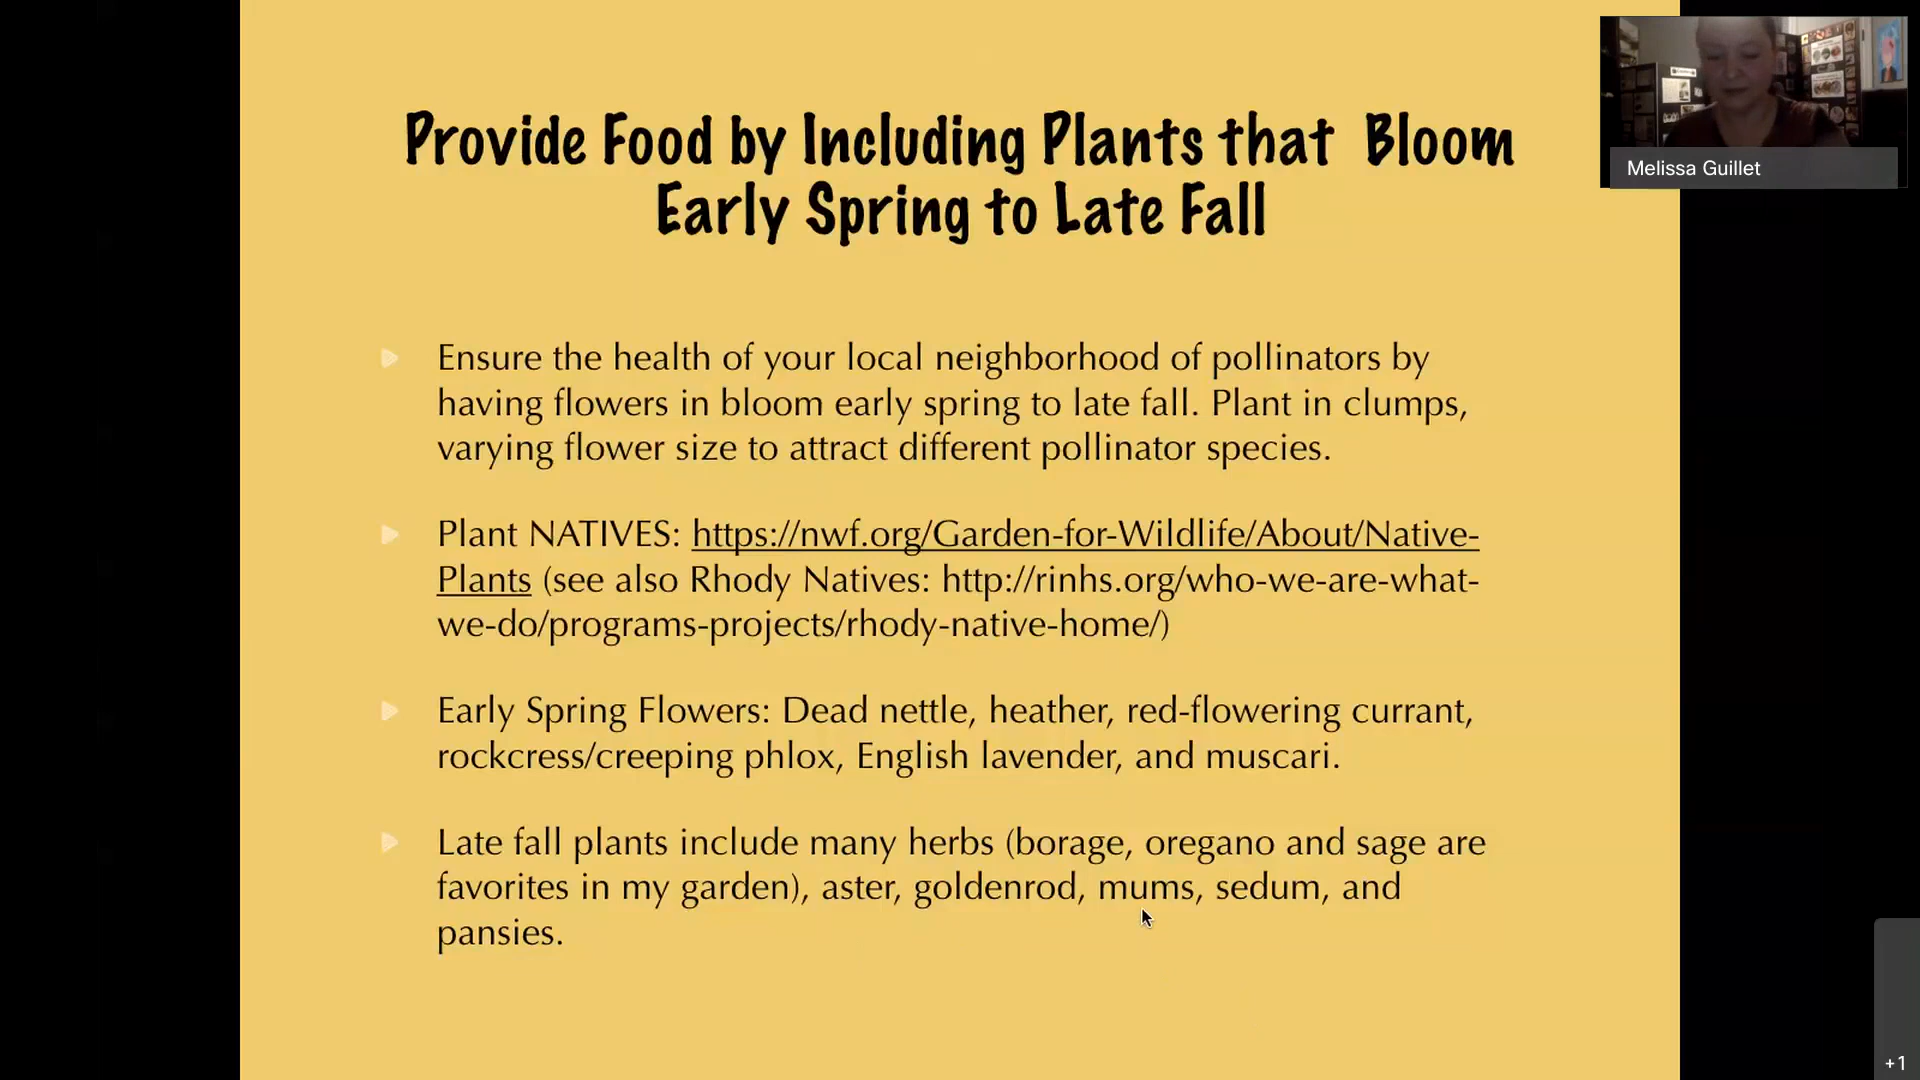 Provide Food by Including Plants that Bloom
Early Spring to Late Fall
Melissa Guillet
Ensure the health of your local neighborhood of pollinators by
having flowers in bloom early spring to late fall. Plant in clumps,
varying flower size to attract different pollinator species.
Plant NATIVES: https://nwf.org/Garden-for-Wildlife/About/Native-
Plants (see also Rhody Natives: http://rinhs.org/who-we-are-what-
we-do/programs-projects/rhody-native-home/)
Early Spring Flowers: Dead nettle, heather, red-flowering currant,
rockcress/creeping phlox, English lavender, and muscari.
Late fall plants include many herbs (borage, oregano and sage are
favorites in my garden), aster, goldenrod, mums, sedum, and
pansies.
+1